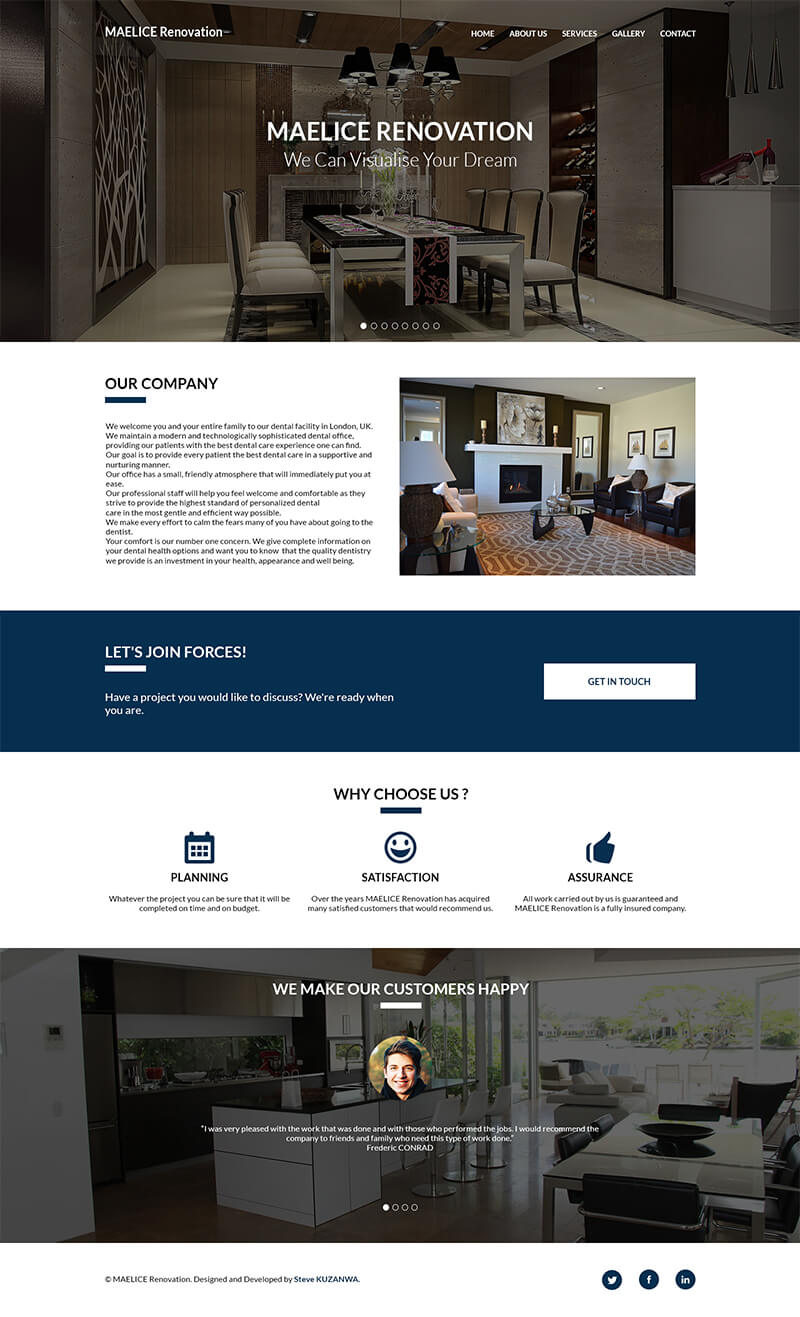 MAELICE Renovation
HOME ABOUT US SERVICES GALLERY CONTACT
MAELICE RENOVATION
We Can Visualise Your Dream
OUR COMPANY
We welcome you and your entire family to our dental facility in London, UK.
We maintain a modern and technologically sophisticated dental office,
providing our patients with the best dental care experience one can find.
Our goal is to provide every patient the best dental care in a supportive and
nurturing manner.
Our office has a small, friendly atmosphere that will immediately put you at
ease.
Our professional staff will help you feel welcome and comfortable as they
strive to provide the highest standard of personalized dental
care in the most gentle and efficient way possible.
We make every effort to calm the fears many of you have about going to the
dentist.
Your comfort is our number one concern. We give complete information on
your dental health options and want you to know that the quality dentistry
we provide is an investment in your health, appearance and well being.
LET'S JOIN FORCES!
Have a project you would like to discuss? We're ready when
you are.
GET IN TOUCH
WHY CHOOSE US ?
PLANNING
Whatever the project you can be sure that it will be
completed on time and on budget.
SATISFACTION
Over the years MAELICE Renovation has acquired
many satisfied customers that would recommend us.
ASSURANCE
All work carried out by us is guaranteed and
MAELICE Renovation is a fully insured company.
WE MAKE OUR CUSTOMERS HAPPY
"I was very pleased with the work that was done and with those who performed the jobs. I would recommend the
company to friends and family who need this type of work done."
Frederic CONRAD
© MAELICE Renovation. Designed and Developed by Steve KUZANWA.